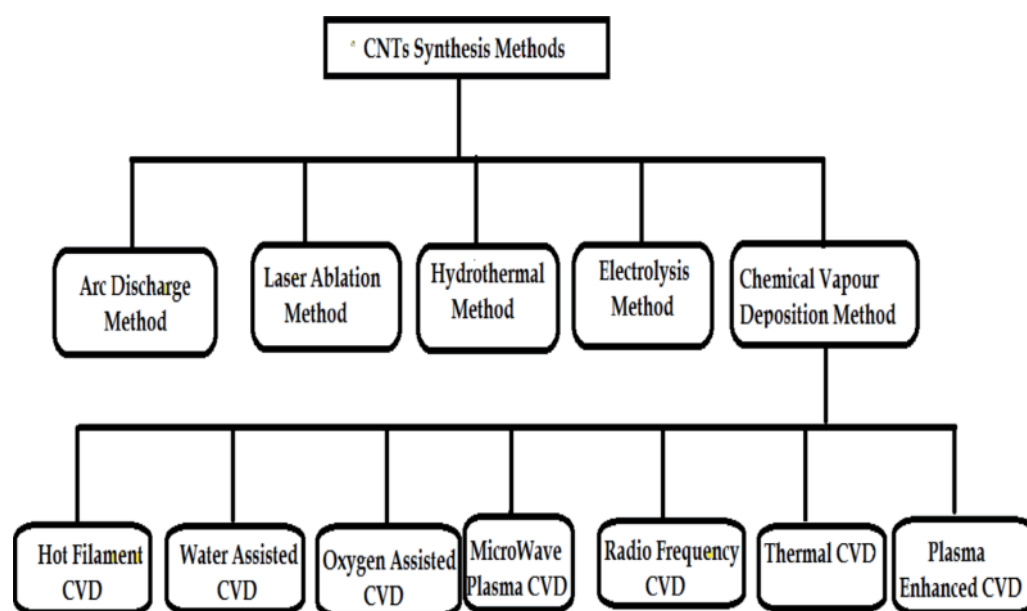 CNTs Synthesis Methods
Arc Discharge
Method
Laser Ablation
Method
Hydrothermal
Method
Electrolysis
Method
Chemical Vapour
Deposition Method
Hot Filament
CVD
Water Assisted
CVD
Oxygen Assisted
CVD
MicroWave
Plasma CVD
Radio Frequency
CVD
Thermal CVD
Plasma
Enhanced CVD